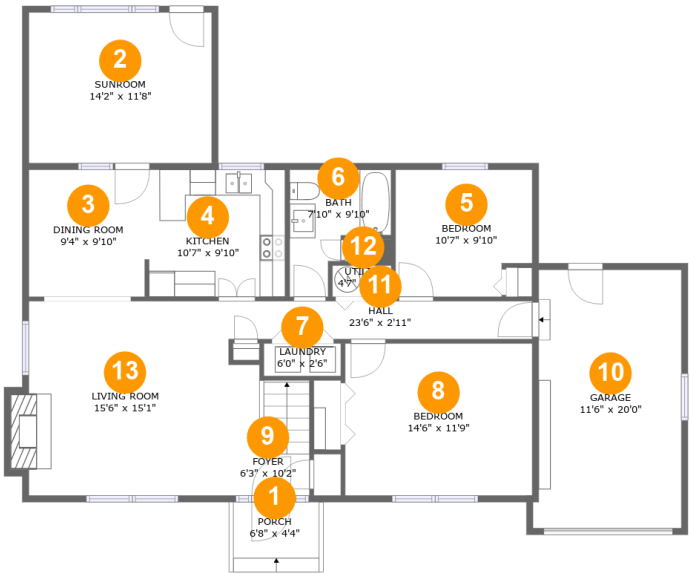 2
SUNROOM
14'2" x 11'8"
3
DINING ROOM
9'4" x 9'10"
4
KITCHEN
10'7" x 9'10"
6
BATH
7'10" x 9'10"
5
BEDROOM
10'7" x 9'10"
12
UTIL
4'7"
11
HALL
23'6" x 2'11"
7
LAUNDRY
6'0" x 2'6"
13
LIVING ROOM
15'6" x 15'1"
8
BEDROOM
14'6" x 11'9"
10
GARAGE
11'6" x 20'0"
9
FOYER
6'3" x 10'2"
1
PORCH
6'8" x 4'4"